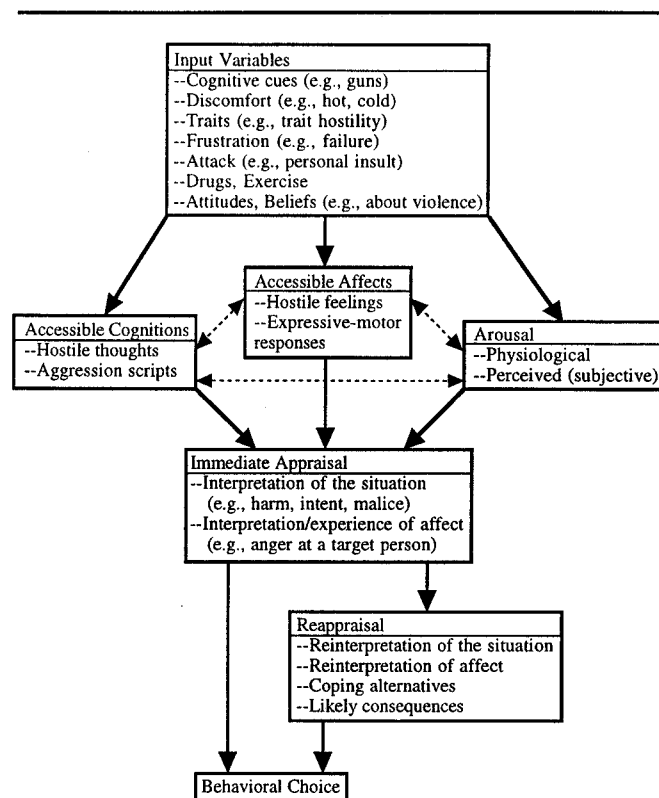 Input Variables
--Cognitive cues (e.g., guns)
--Discomfort (e.g., hot, cold)
--Traits (e.g., trait hostility)
--Frustration (e.g., failure)
--Attack (e.g., personal insult)
--Drugs, Exercise
--Attitudes, Beliefs (e.g., about violence)
Accessible Cognitions
--Hostile thoughts
--Aggression scripts
Accessible Affects
--Hostile feelings
--Expressive-motor
responses
Arousal
--Physiological
--Perceived (subjective)
Immediate Appraisal
--Interpretation of the situation
(e.g., harm, intent, malice)
--Interpretation/experience of affect
(e.g., anger at a target person)
Reappraisal
--Reinterpretation of the situation
--Reinterpretation of affect
--Coping alternatives
--Likely consequences
Behavioral Choice